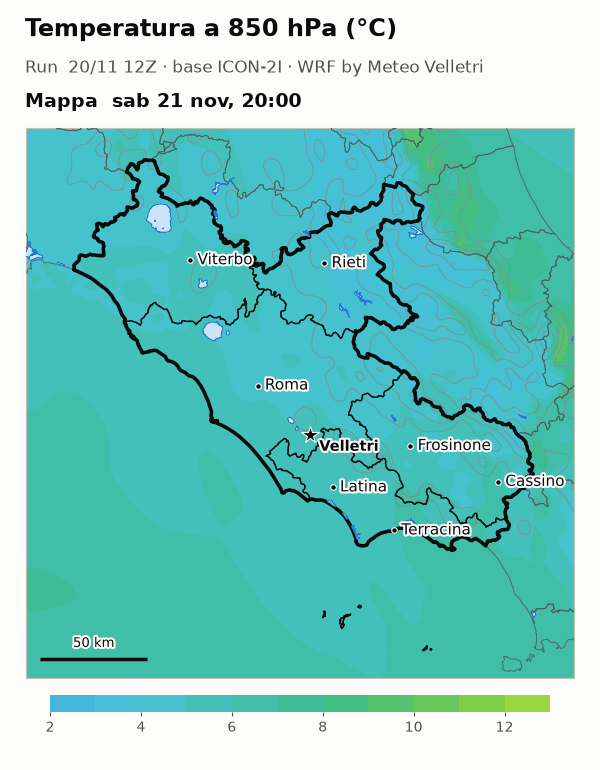 Temperatura a 850 hPa (°C)
Run  20/11 12Z · base ICON-2I · WRF by Meteo Velletri
Mappa  sab 21 nov, 20:00
Viterbo
Rieti
Roma
Velletri
Frosinone
Latina
Cassino
Terracina
50 km
2 4 6 8 10 12